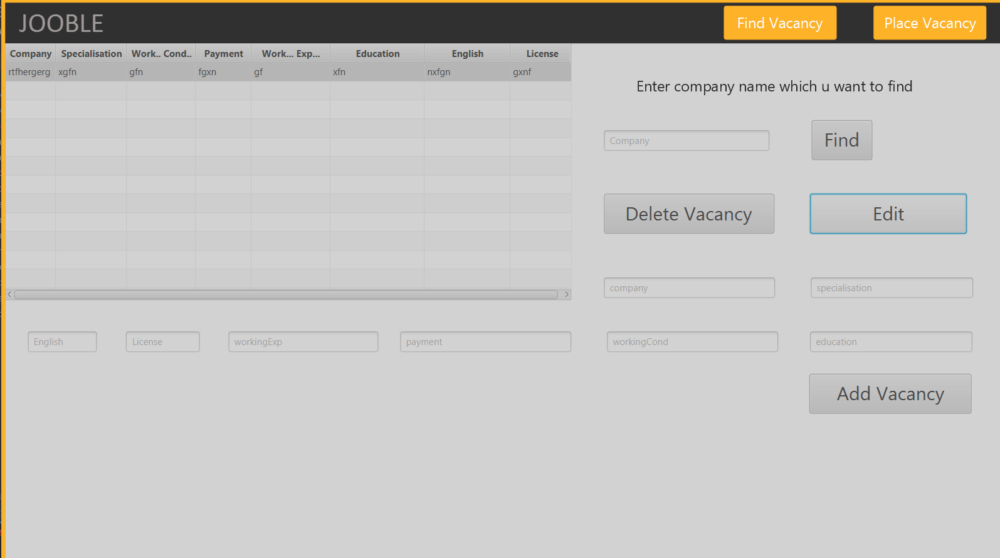 JOOBLE
Find Vacancy
Place Vacancy
Company Specialisation Work.. Cond.. Payment Work... Exp... Education English License
rtfhergerg xgfn gfn fgxn gf xfn nxfgn gxnf
Enter company name which u want to find
Company
Find
Delete Vacancy
Edit
company
specialisation
English
License
workingExp
payment
workingCond
education
Add Vacancy